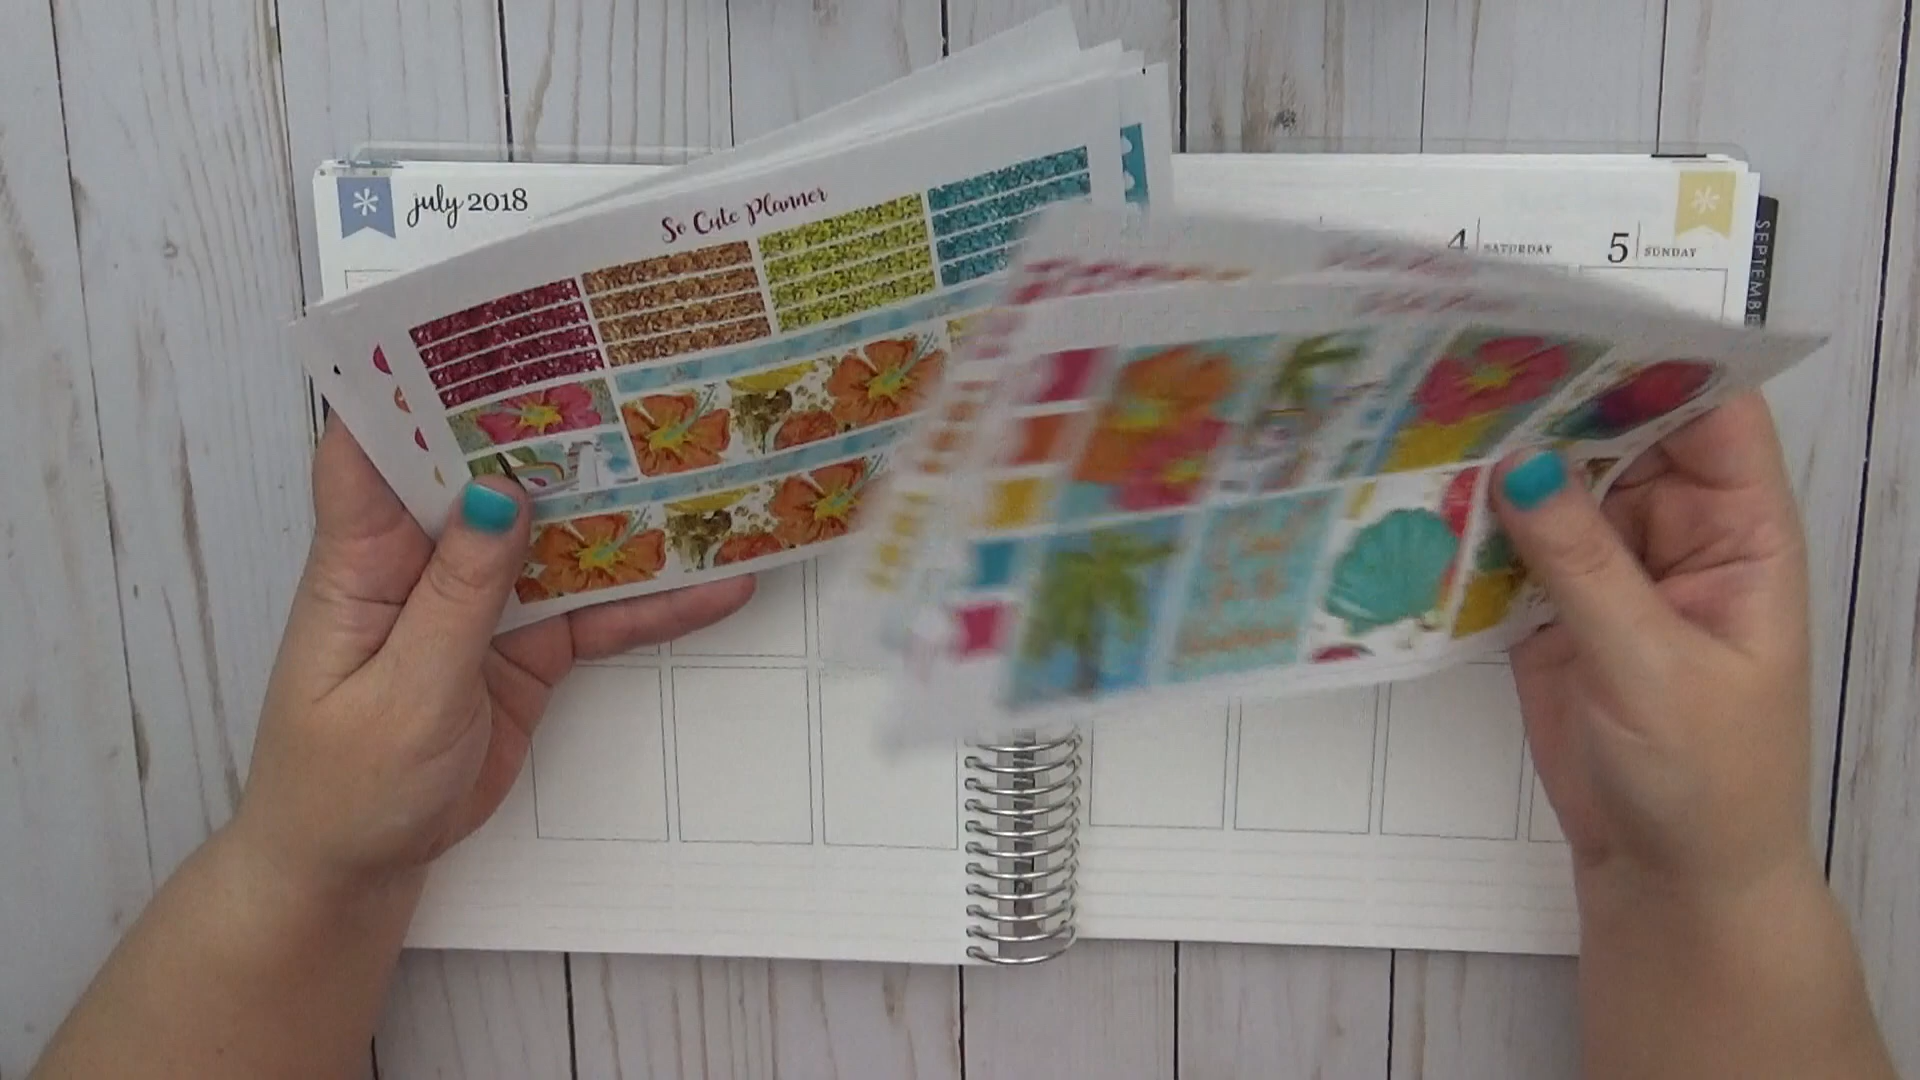 So Cute Planner
july 2018
4 SATURDAY
5 SUNDAY
SEPTEMBE